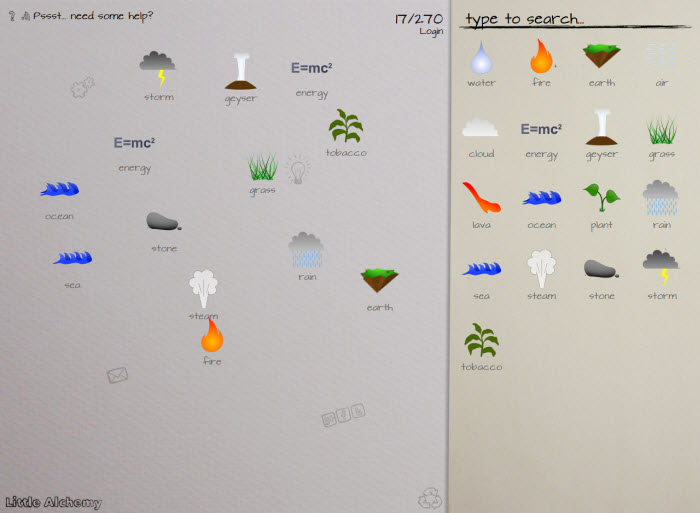 Pssst... need some help?
17/270
Login
type to search...
storm
geyser
E=mc²
energy
tobacco
E=mc²
energy
grass
ocean
stone
rain
sea
steam
earth
fire
water
fire
earth
air
cloud
E=mc²
energy
geyser
grass
lava
ocean
plant
rain
sea
steam
stone
storm
tobacco
Little Alchemy